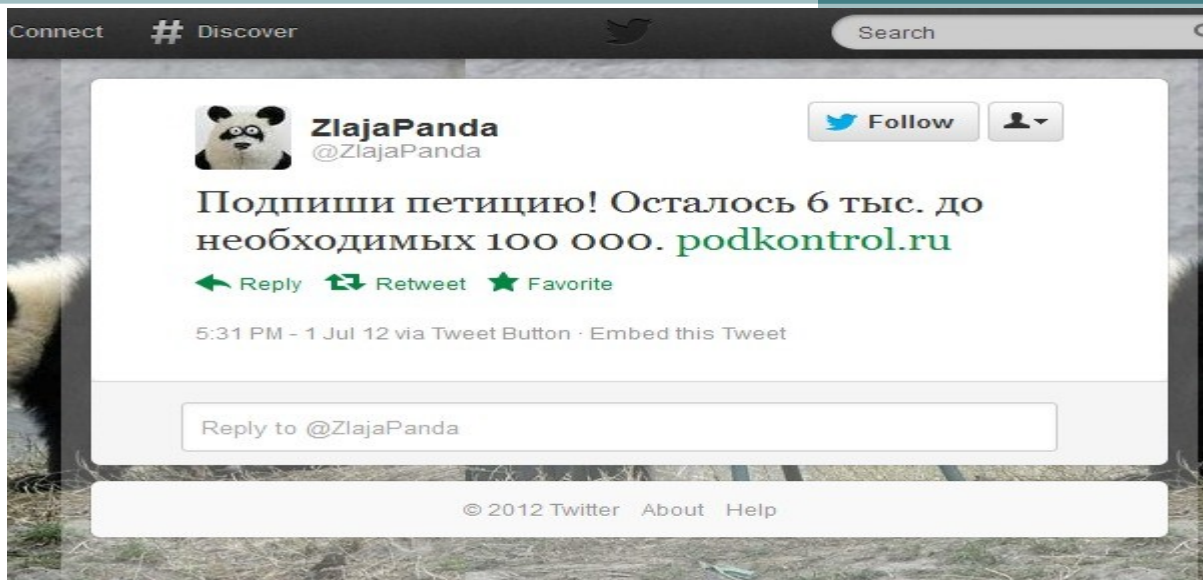 Connect # Discover Search
ZlajaPanda Follow
@ZlajaPanda
Подпиши петицию! Осталось 6 тыс. до
необходимых 100 000. podkontrol.ru
Reply Retweet Favorite
5:31 PM - 1 Jul 12 via Tweet Button · Embed this Tweet
Reply to @ZlajaPanda
© 2012 Twitter About Help